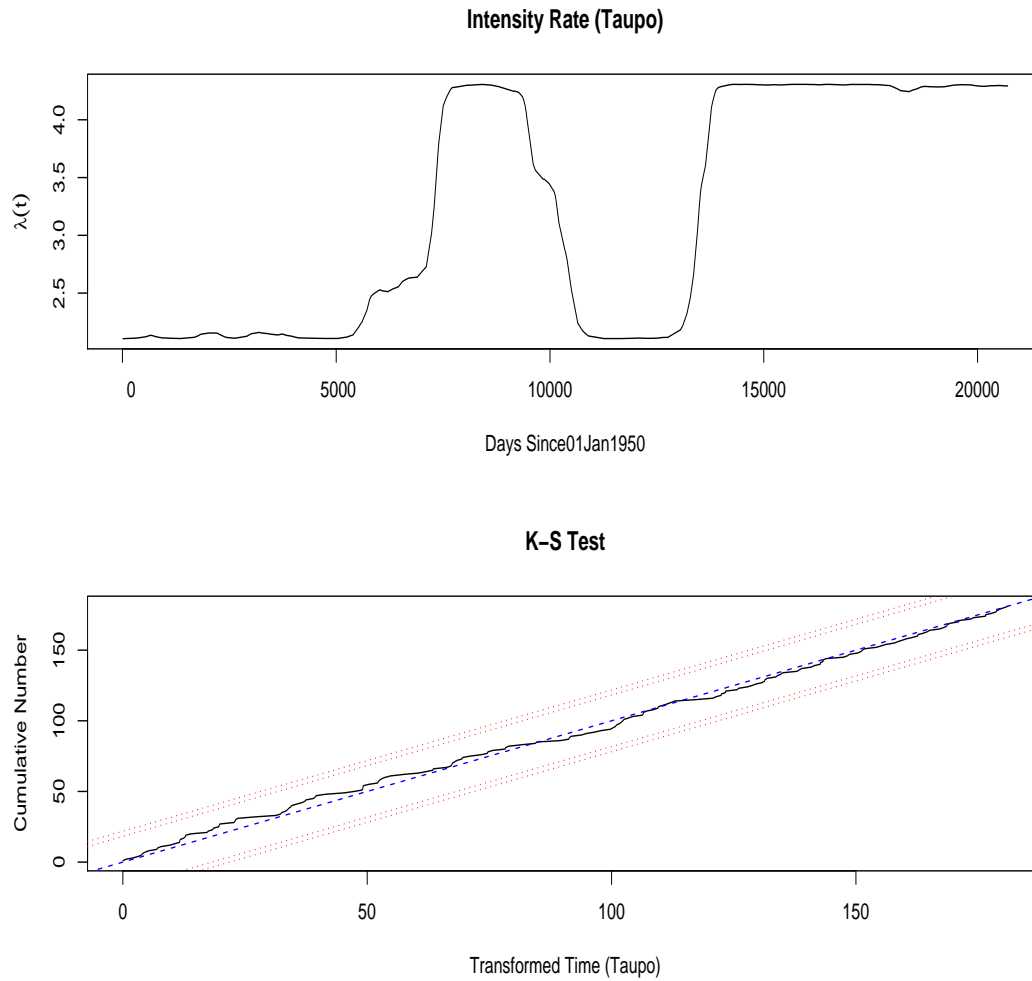 Intensity Rate (Taupo)
λ(t)
4.0
3.5
3.0
2.5
0 5000 10000 15000 20000
Days Since01Jan1950
K–S Test
Cumulative Number
150
100
50
0
0 50 100 150
Transformed Time (Taupo)